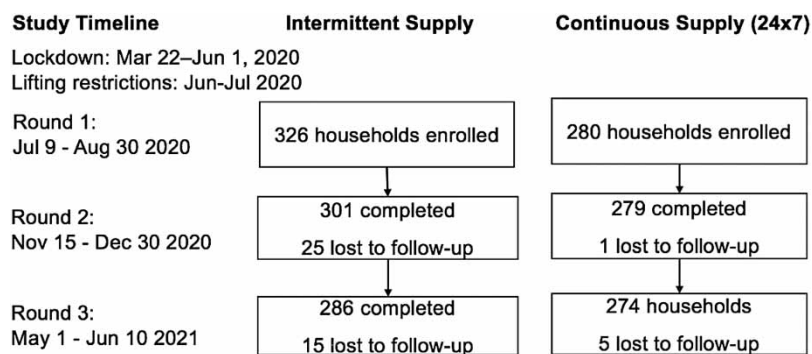 Study Timeline Intermittent Supply Continuous Supply (24x7)
Lockdown: Mar 22–Jun 1, 2020
Lifting restrictions: Jun-Jul 2020
Round 1:
Jul 9 - Aug 30 2020
326 households enrolled
280 households enrolled
Round 2:
Nov 15 - Dec 30 2020
301 completed
25 lost to follow-up
279 completed
1 lost to follow-up
Round 3:
May 1 - Jun 10 2021
286 completed
15 lost to follow-up
274 households
5 lost to follow-up